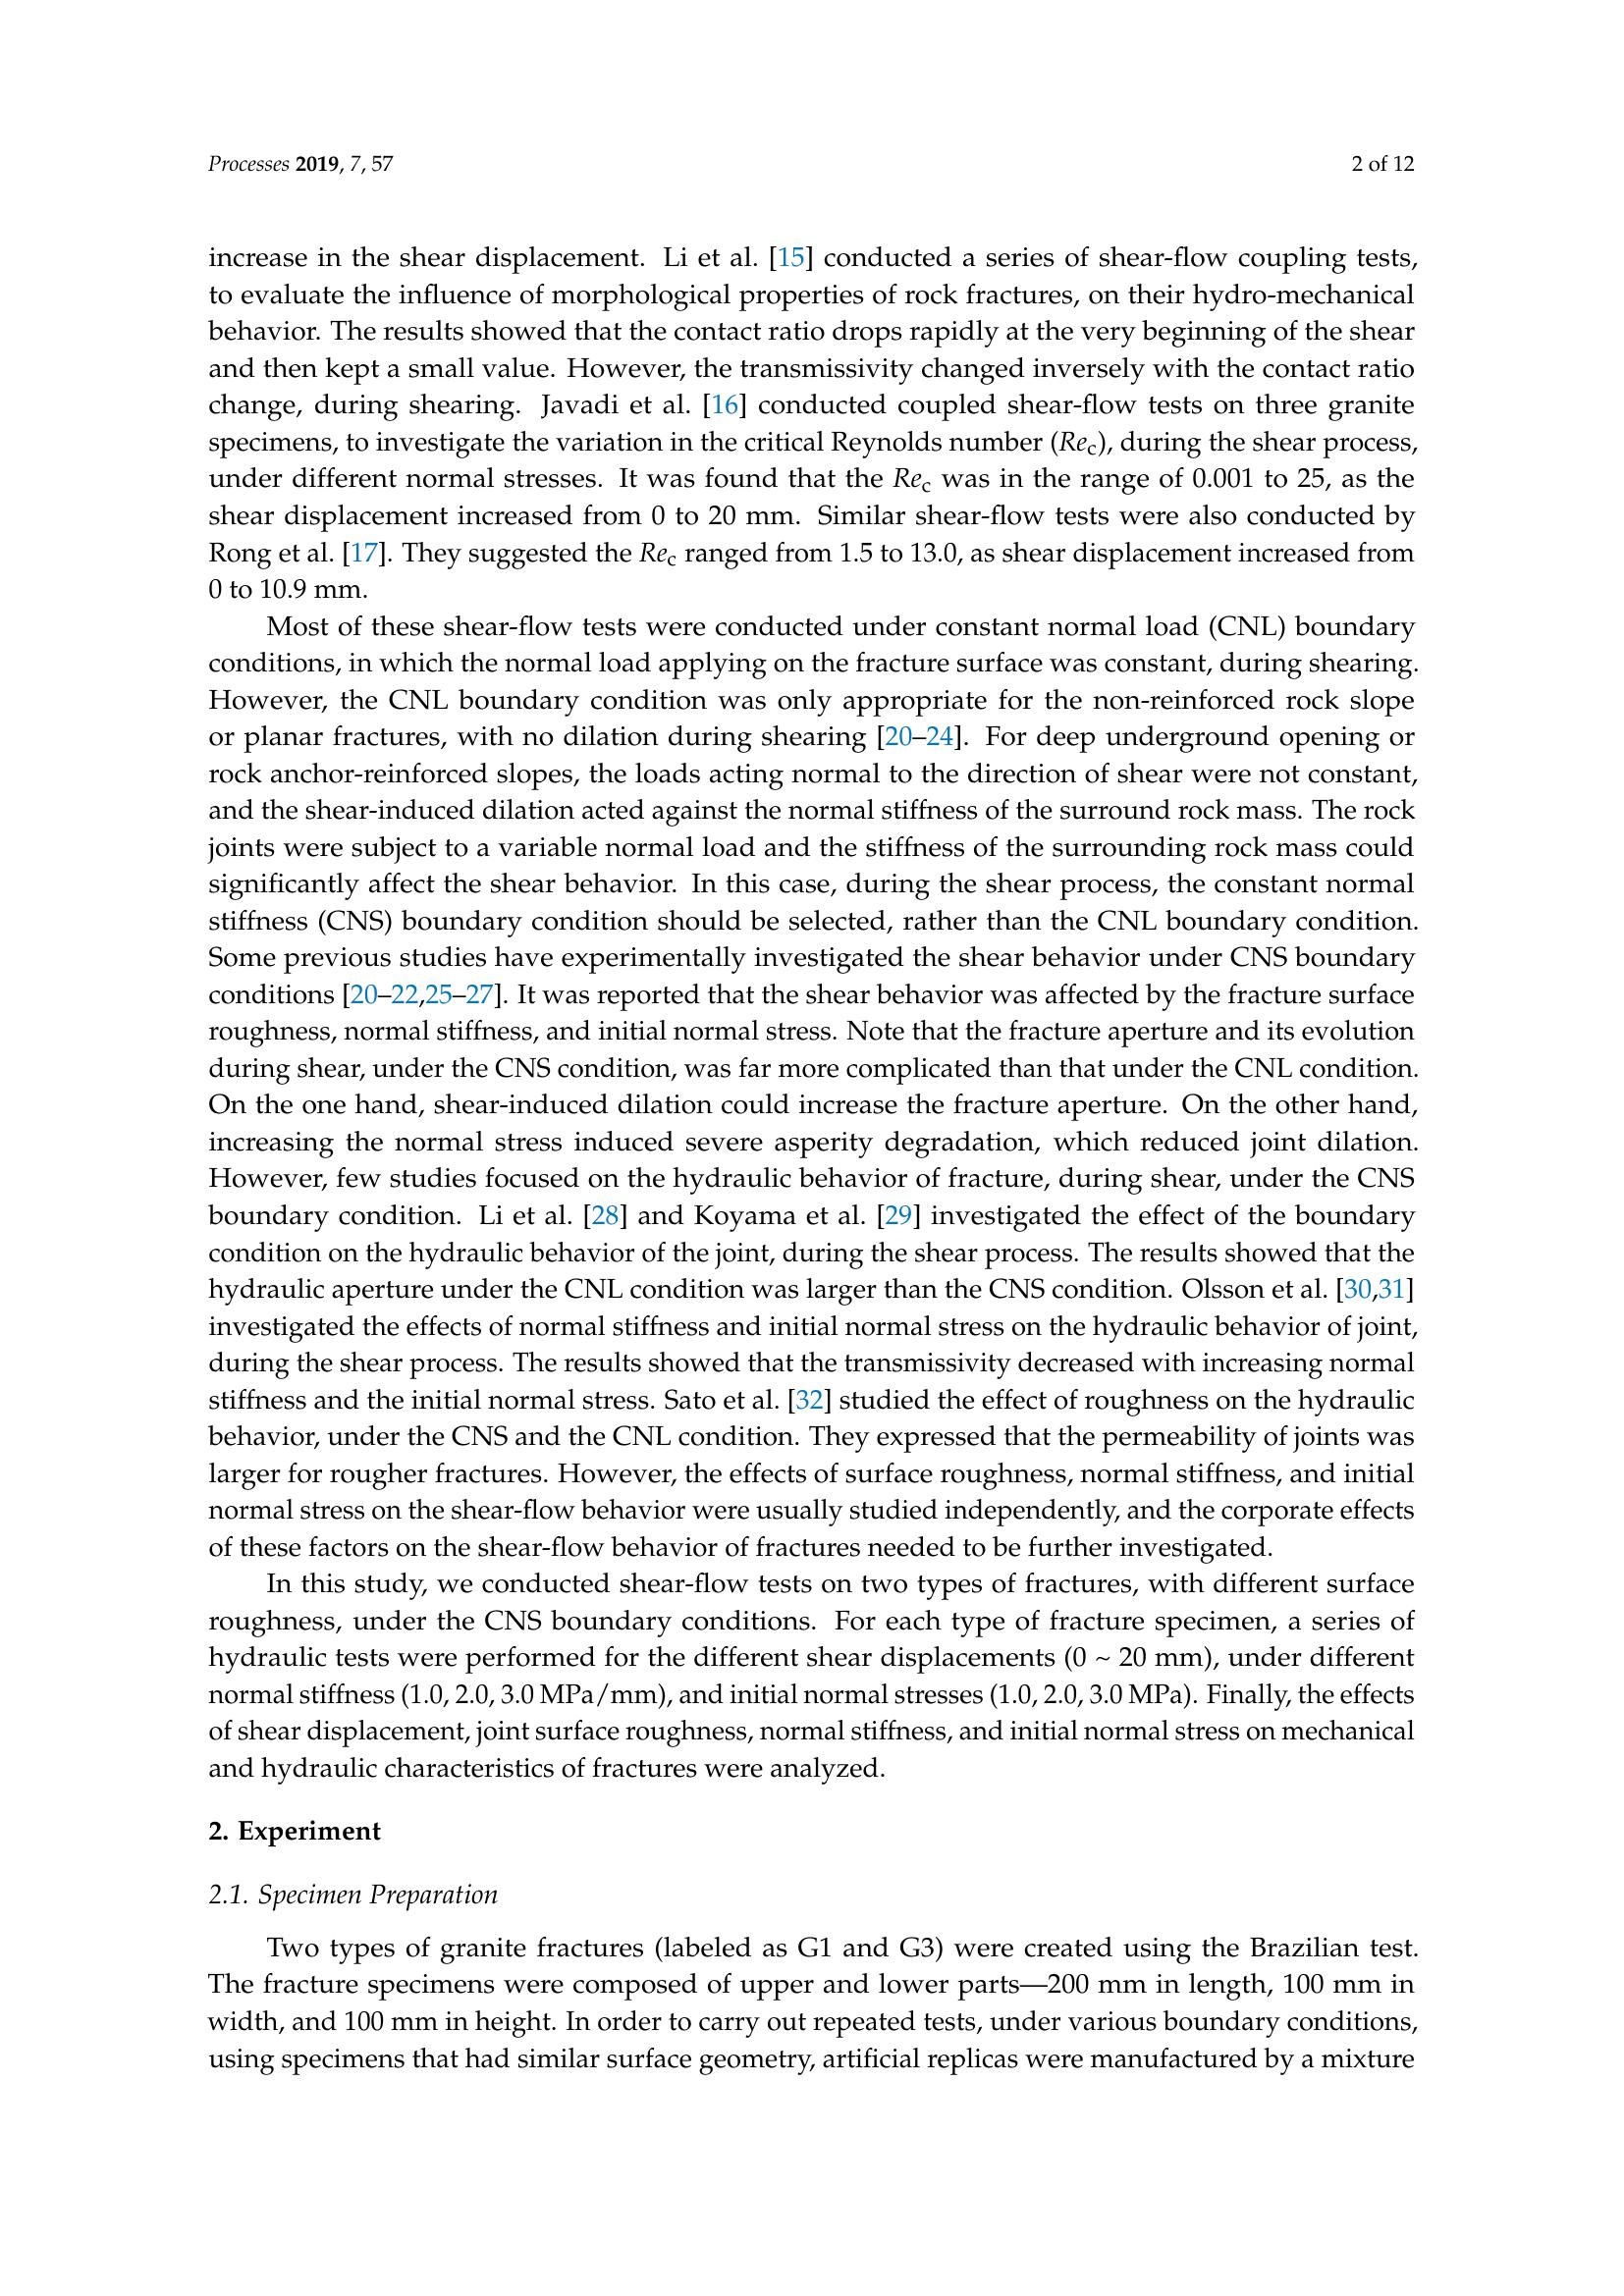 Processes 2019, 7, 57
2 of 12
increase in the shear displacement. Li et al. [15] conducted a series of shear-flow coupling tests,
to evaluate the influence of morphological properties of rock fractures, on their hydro-mechanical
behavior. The results showed that the contact ratio drops rapidly at the very beginning of the shear
and then kept a small value. However, the transmissivity changed inversely with the contact ratio
change, during shearing. Javadi et al. [16] conducted coupled shear-flow tests on three granite
specimens, to investigate the variation in the critical Reynolds number (Rec), during the shear process,
under different normal stresses. It was found that the Rec was in the range of 0.001 to 25, as the
shear displacement increased from 0 to 20 mm. Similar shear-flow tests were also conducted by
Rong et al. [17]. They suggested the Rec ranged from 1.5 to 13.0, as shear displacement increased from
0 to 10.9 mm.
Most of these shear-flow tests were conducted under constant normal load (CNL) boundary
conditions, in which the normal load applying on the fracture surface was constant, during shearing.
However, the CNL boundary condition was only appropriate for the non-reinforced rock slope
or planar fractures, with no dilation during shearing [20–24]. For deep underground opening or
rock anchor-reinforced slopes, the loads acting normal to the direction of shear were not constant,
and the shear-induced dilation acted against the normal stiffness of the surround rock mass. The rock
joints were subject to a variable normal load and the stiffness of the surrounding rock mass could
significantly affect the shear behavior. In this case, during the shear process, the constant normal
stiffness (CNS) boundary condition should be selected, rather than the CNL boundary condition.
Some previous studies have experimentally investigated the shear behavior under CNS boundary
conditions [20–22,25–27]. It was reported that the shear behavior was affected by the fracture surface
roughness, normal stiffness, and initial normal stress. Note that the fracture aperture and its evolution
during shear, under the CNS condition, was far more complicated than that under the CNL condition.
On the one hand, shear-induced dilation could increase the fracture aperture. On the other hand,
increasing the normal stress induced severe asperity degradation, which reduced joint dilation.
However, few studies focused on the hydraulic behavior of fracture, during shear, under the CNS
boundary condition. Li et al. [28] and Koyama et al. [29] investigated the effect of the boundary
condition on the hydraulic behavior of the joint, during the shear process. The results showed that the
hydraulic aperture under the CNL condition was larger than the CNS condition. Olsson et al. [30,31]
investigated the effects of normal stiffness and initial normal stress on the hydraulic behavior of joint,
during the shear process. The results showed that the transmissivity decreased with increasing normal
stiffness and the initial normal stress. Sato et al. [32] studied the effect of roughness on the hydraulic
behavior, under the CNS and the CNL condition. They expressed that the permeability of joints was
larger for rougher fractures. However, the effects of surface roughness, normal stiffness, and initial
normal stress on the shear-flow behavior were usually studied independently, and the corporate effects
of these factors on the shear-flow behavior of fractures needed to be further investigated.
In this study, we conducted shear-flow tests on two types of fractures, with different surface
roughness, under the CNS boundary conditions. For each type of fracture specimen, a series of
hydraulic tests were performed for the different shear displacements (0 ~ 20 mm), under different
normal stiffness (1.0, 2.0, 3.0 MPa/mm), and initial normal stresses (1.0, 2.0, 3.0 MPa). Finally, the effects
of shear displacement, joint surface roughness, normal stiffness, and initial normal stress on mechanical
and hydraulic characteristics of fractures were analyzed.
2. Experiment
2.1. Specimen Preparation
Two types of granite fractures (labeled as G1 and G3) were created using the Brazilian test.
The fracture specimens were composed of upper and lower parts—200 mm in length, 100 mm in
width, and 100 mm in height. In order to carry out repeated tests, under various boundary conditions,
using specimens that had similar surface geometry, artificial replicas were manufactured by a mixture